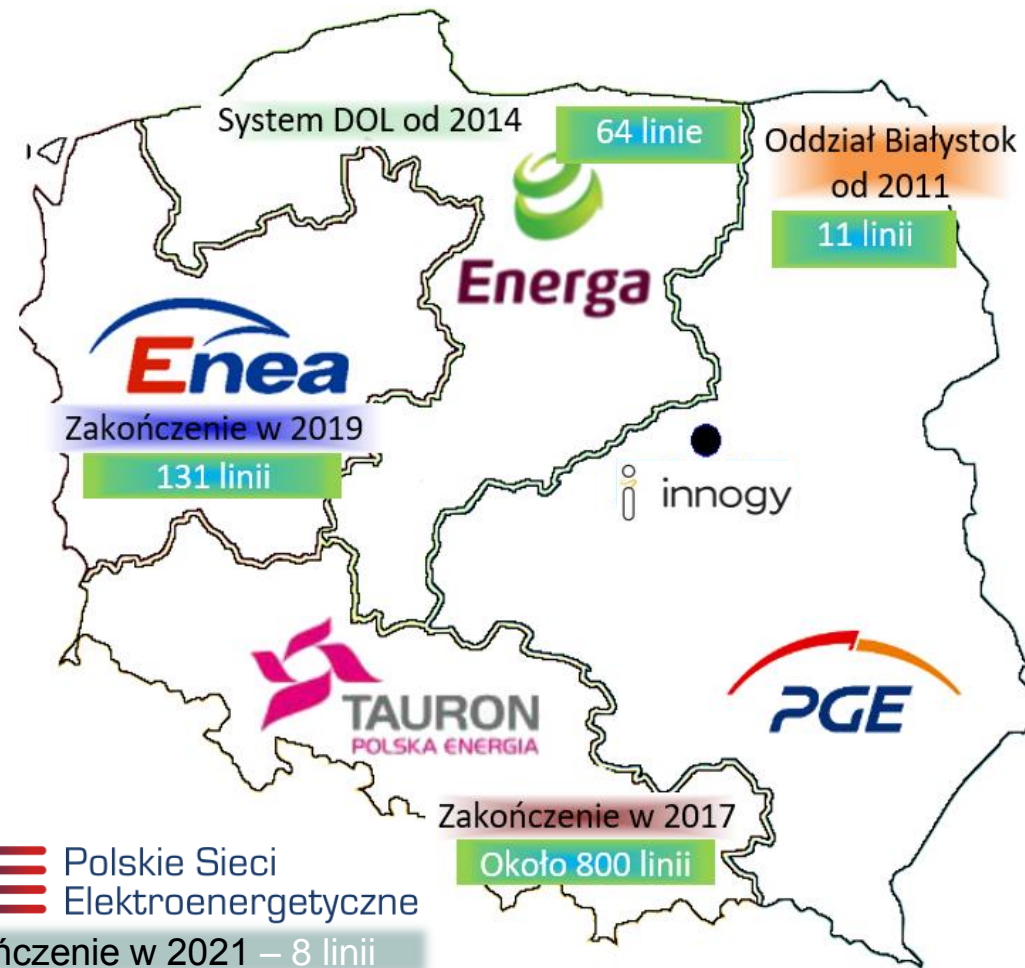 System DOL od 2014
64 linie
Oddział Białystok
od 2011
11 linii
Energa
Enea
Zakończenie w 2019
131 linii
innogy
TAURON
POLSKA ENERGIA
PGE
Zakończenie w 2017
Około 800 linii
Polskie Sieci
Elektroenergetyczne
ńczenie w 2021 – 8 linii